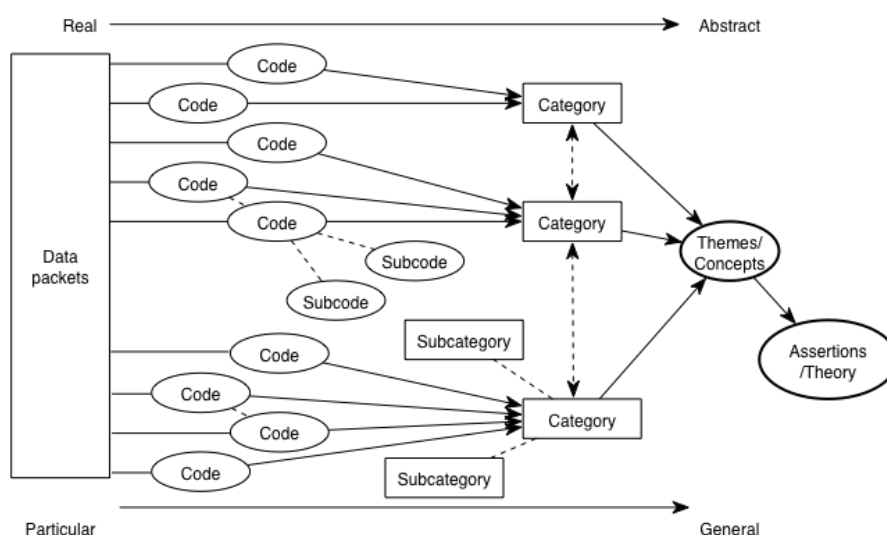 Real
Abstract
Code
Code
Category
Code
Code
Code
Category
Subcode
Subcode
Data
packets
Themes/
Concepts
Code
Subcategory
Assertions
/Theory
Code
Code
Category
Code
Subcategory
Particular
General